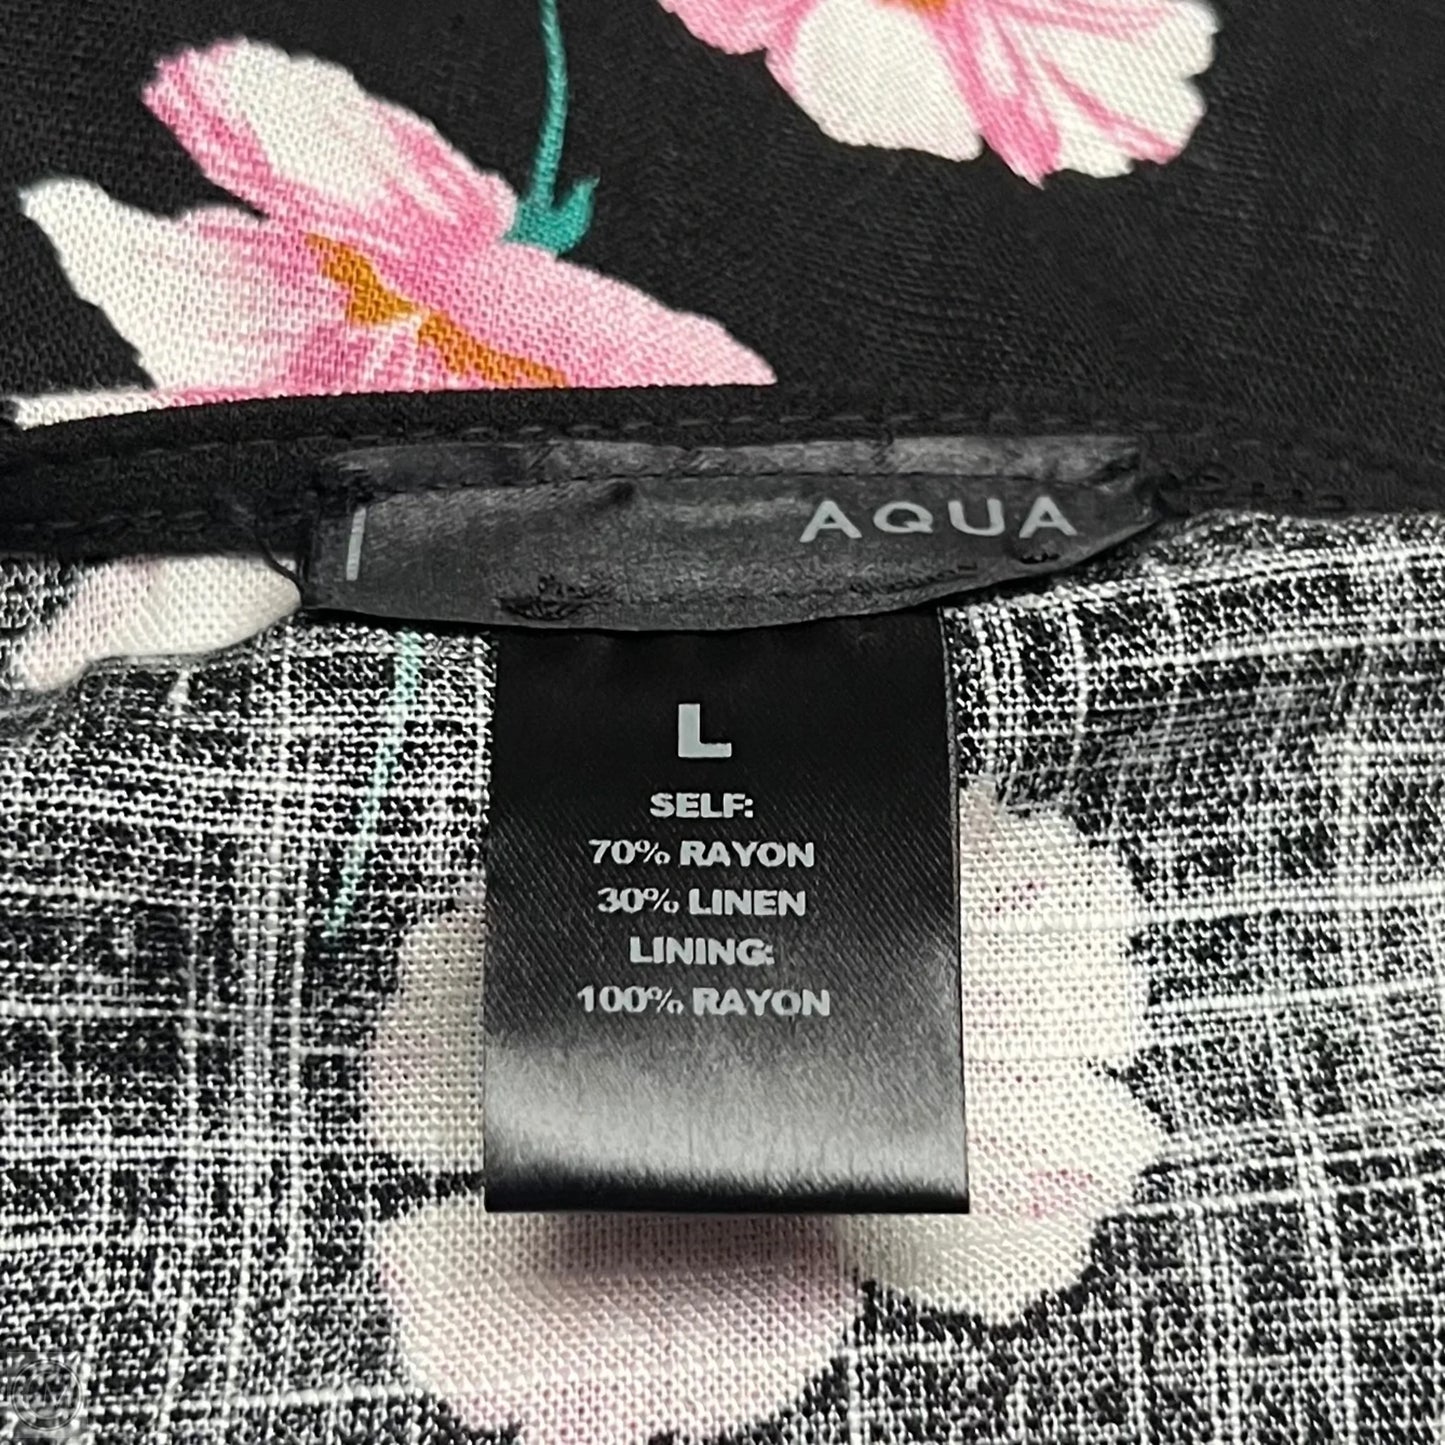 AQUA
L
SELF:
70% RAYON
30% LINEN
LINING:
100% RAYON